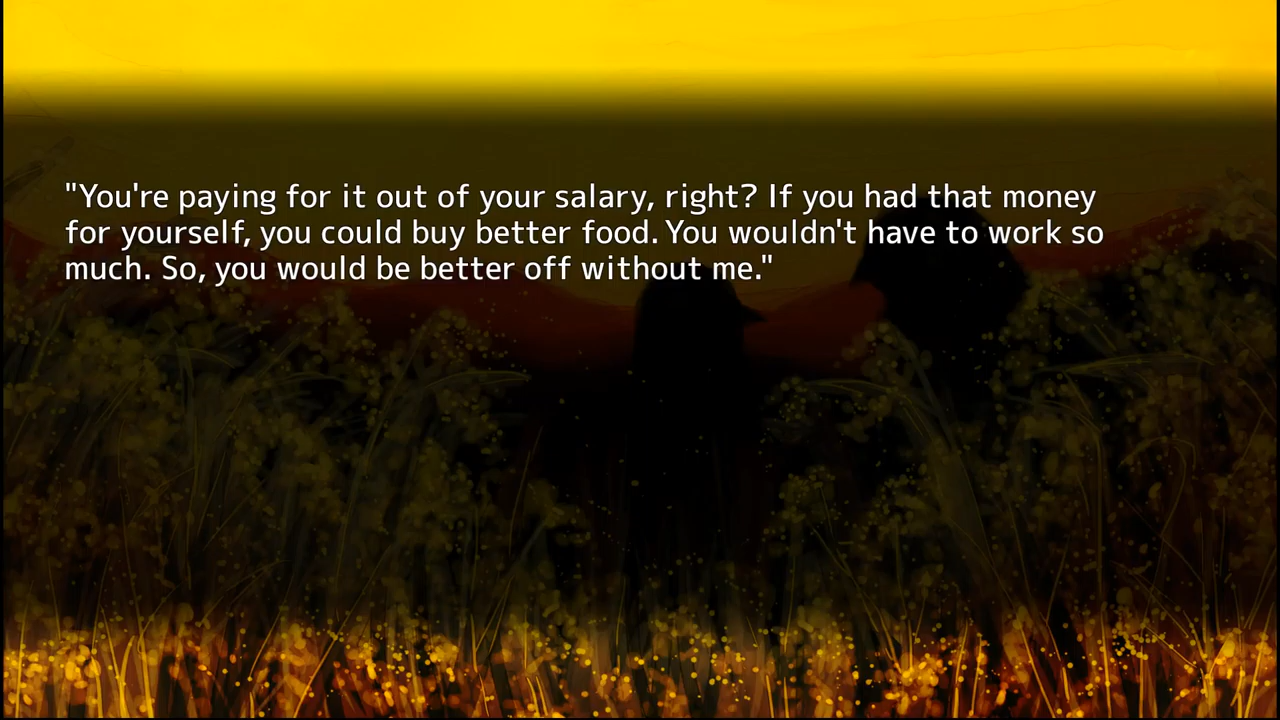 "You're paying for it out of your salary, right? If you had that money
for yourself, you could buy better food. You wouldn't have to work so
much. So, you would be better off without me."